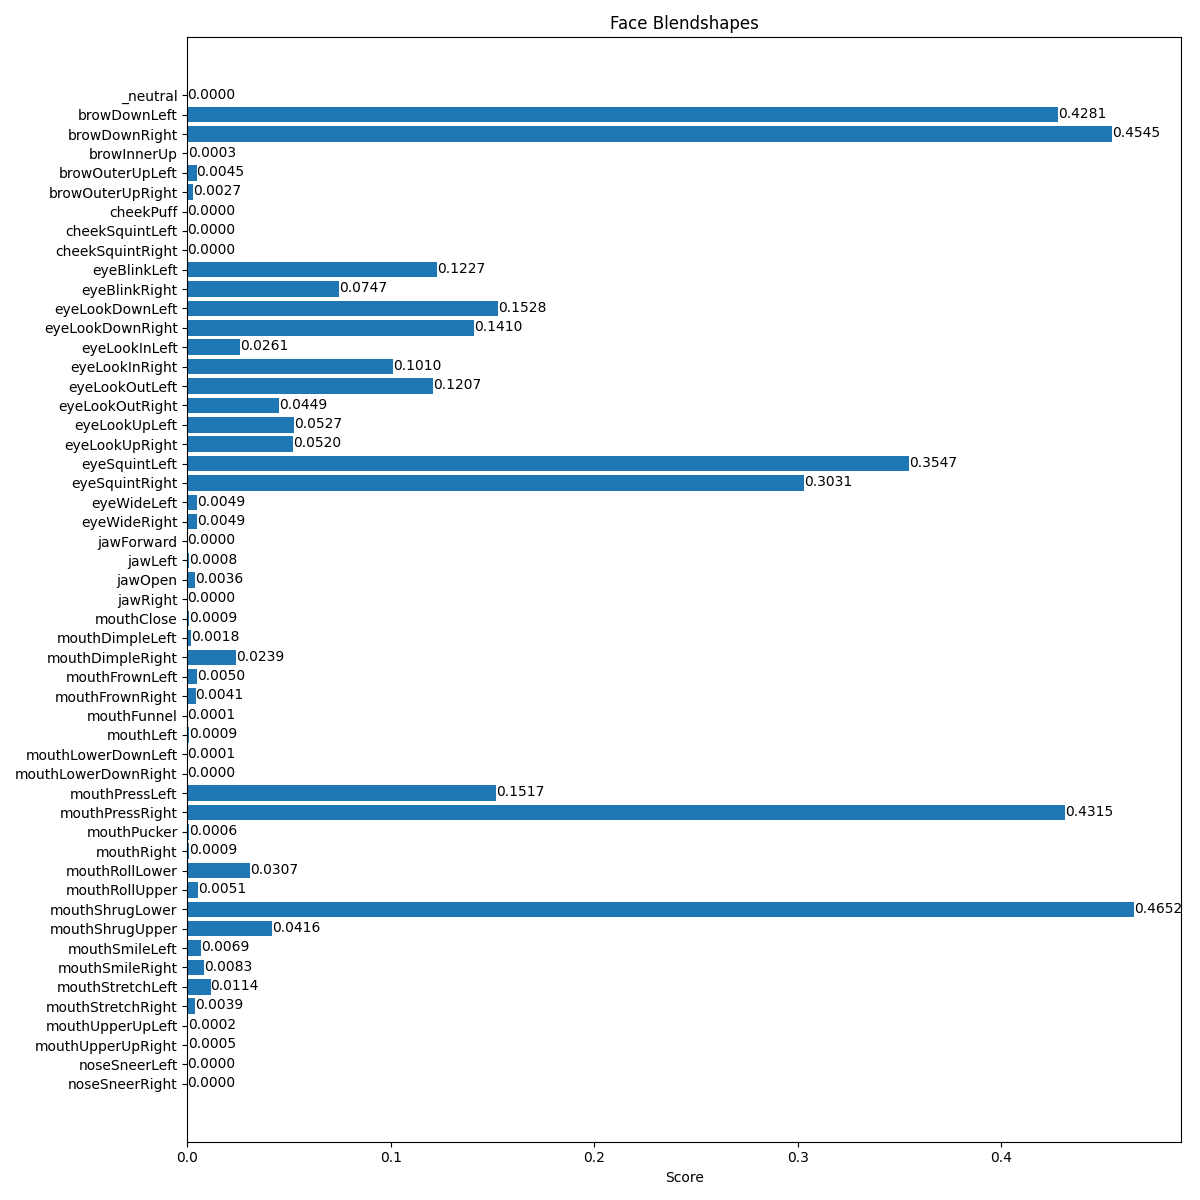 Face Blendshapes
_neutral 0.0000
browDownLeft 0.4281
browDownRight 0.4545
browInnerUp 0.0003
browOuterUpLeft 0.0045
browOuterUpRight 0.0027
cheekPuff 0.0000
cheekSquintLeft 0.0000
cheekSquintRight 0.0000
eyeBlinkLeft 0.1227
eyeBlinkRight 0.0747
eyeLookDownLeft 0.1528
eyeLookDownRight 0.1410
eyeLookInLeft 0.0261
eyeLookInRight 0.1010
eyeLookOutLeft 0.1207
eyeLookOutRight 0.0449
eyeLookUpLeft 0.0527
eyeLookUpRight 0.0520
eyeSquintLeft 0.3547
eyeSquintRight 0.3031
eyeWideLeft 0.0049
eyeWideRight 0.0049
jawForward 0.0000
jawLeft 0.0008
jawOpen 0.0036
jawRight 0.0000
mouthClose 0.0009
mouthDimpleLeft 0.0018
mouthDimpleRight 0.0239
mouthFrownLeft 0.0050
mouthFrownRight 0.0041
mouthFunnel 0.0001
mouthLeft 0.0009
mouthLowerDownLeft 0.0001
mouthLowerDownRight 0.0000
mouthPressLeft 0.1517
mouthPressRight 0.4315
mouthPucker 0.0006
mouthRight 0.0009
mouthRollLower 0.0307
mouthRollUpper 0.0051
mouthShrugLower 0.4652
mouthShrugUpper 0.0416
mouthSmileLeft 0.0069
mouthSmileRight 0.0083
mouthStretchLeft 0.0114
mouthStretchRight 0.0039
mouthUpperUpLeft 0.0002
mouthUpperUpRight 0.0005
noseSneerLeft 0.0000
noseSneerRight 0.0000
0.0 0.1 0.2 0.3 0.4
Score